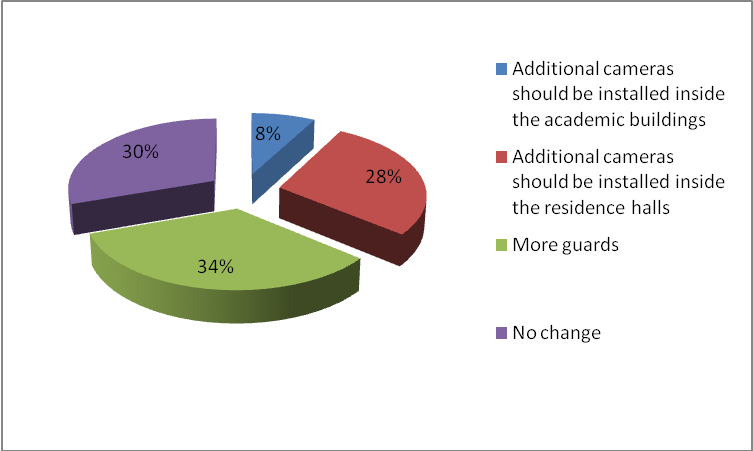 8%
28%
34%
30%
Additional cameras
should be installed inside
the academic buildings
Additional cameras
should be installed inside
the residence halls
More guards
No change